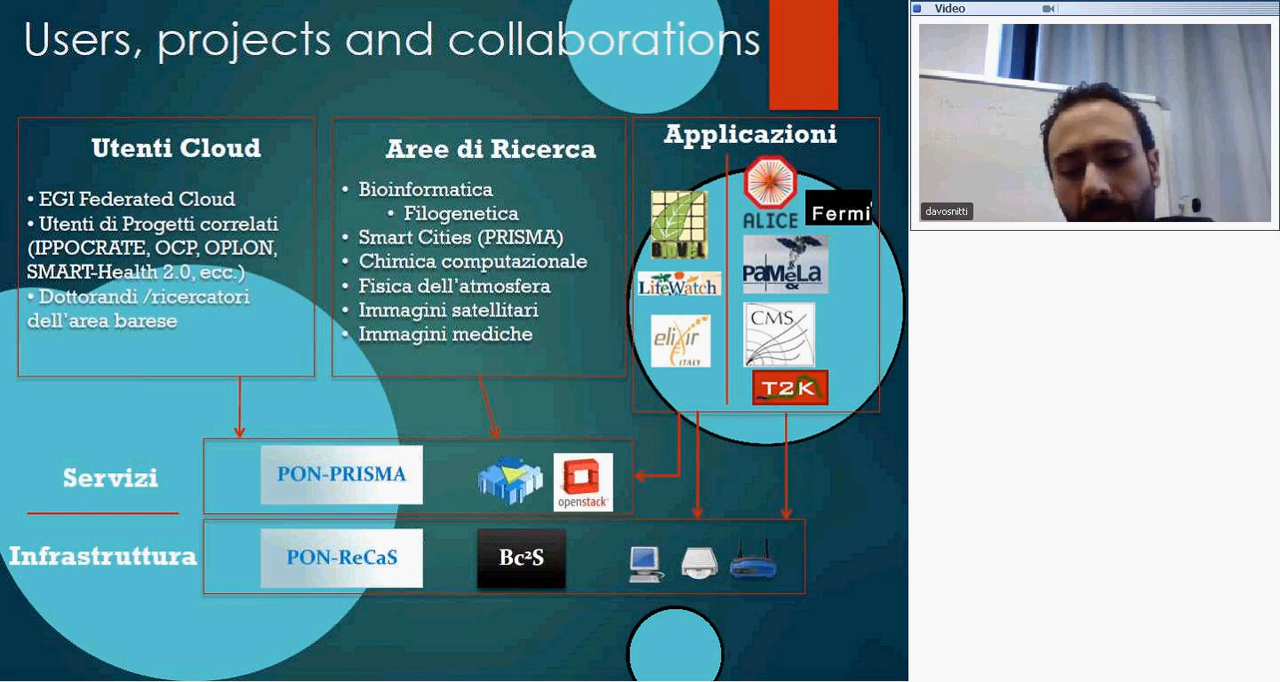 Users, projects and collaborations
Utenti Cloud
• EGI Federated Cloud
• Utenti di Progetti correlati
(IPPOCRATE, OCP, OPLON,
SMART-Health 2.0, ecc.)
• Dottorandi /ricercatori
dell'area barese
Aree di Ricerca
• Bioinformatica
• Filogenetica
• Smart Cities (PRISMA)
• Chimica computazionale
• Fisica dell'atmosfera
• Immagini satellitari
• Immagini mediche
Applicazioni
BioVeL
LifeWatch
elixir
ITALY
ALICE
Fermi
PaMeLa
&
CMS
T2K
Servizi
PON-PRISMA
openstack
Infrastruttura
PON-ReCaS
Bc²S
Video
davosnitti